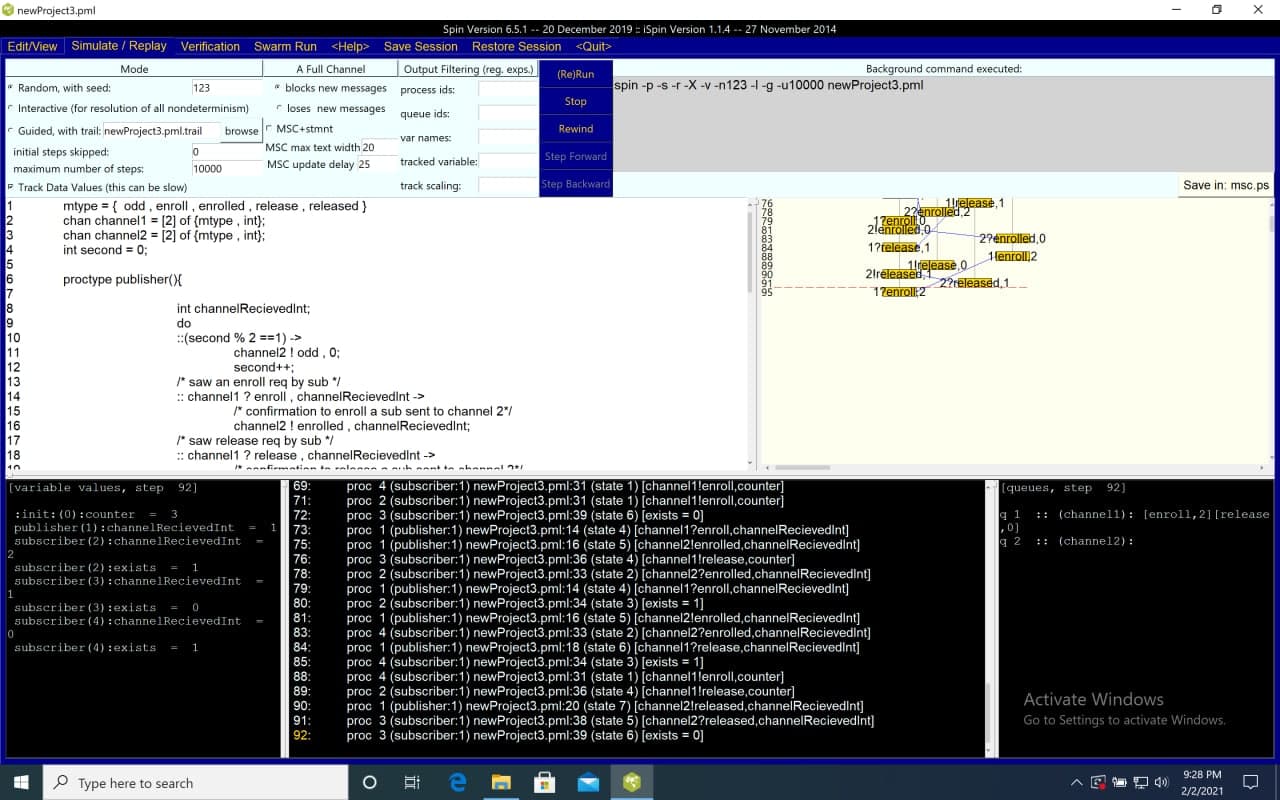 newProject3.pml
Spin Version 6.5.1 -- 20 December 2019 :: iSpin Version 1.1.4 -- 27 November 2014
Edit/View Simulate / Replay Verification Swarm Run <Help> Save Session Restore Session <Quit>
Mode A Full Channel Output Filtering (reg. exps.) (Re)Run Background command executed:
Random, with seed: 123 blocks new messages process ids: spin -p -s -r -X -v -n123 -l -g -u10000 newProject3.pml
Interactive (for resolution of all nondeterminism) loses new messages queue ids: Stop
Guided, with trail: newProject3.pml.trail browse MSC+stmnt var names: Rewind
initial steps skipped: 0 MSC max text width 20 tracked variable: Step Forward
maximum number of steps: 10000 MSC update delay 25 track scaling: Step Backward
Track Data Values (this can be slow) Save in: msc.ps
1 mtype = { odd , enroll , enrolled , release , released }
2 chan channel1 = [2] of {mtype , int};
3 chan channel2 = [2] of {mtype , int};
4 int second = 0;
5
6 proctype publisher(){
7
8 int channelRecievedInt;
9 do
10 ::(second % 2 ==1) ->
11 channel2 ! odd , 0;
12 second++;
13 /* saw an enroll req by sub */
14 :: channel1 ? enroll , channelRecievedInt ->
15 /* confirmation to enroll a sub sent to channel 2*/
16 channel2 ! enrolled , channelRecievedInt;
17 /* saw release req by sub */
18 :: channel1 ? release , channelRecievedInt ->
19 /* confirmation to release a sub sent to channel 2*/
76 1!release,1
78 2?enrolled,2
79 1?enroll,0
81 2!enrolled,0
83 2?enrolled,0
84 1?release,1
88 1!enroll,2
89 1!release,0
90 2!released,1
91 2?released,1
95 1?enroll,2
[variable values, step 92]
:init:(0):counter = 3
publisher(1):channelRecievedInt = 1
subscriber(2):channelRecievedInt =
2
subscriber(2):exists = 1
subscriber(3):channelRecievedInt =
1
subscriber(3):exists = 0
subscriber(4):channelRecievedInt =
0
subscriber(4):exists = 1
69: proc 4 (subscriber:1) newProject3.pml:31 (state 1) [channel1!enroll,counter]
71: proc 2 (subscriber:1) newProject3.pml:31 (state 1) [channel1!enroll,counter]
72: proc 3 (subscriber:1) newProject3.pml:39 (state 6) [exists = 0]
73: proc 1 (publisher:1) newProject3.pml:14 (state 4) [channel1?enroll,channelRecievedInt]
75: proc 1 (publisher:1) newProject3.pml:16 (state 5) [channel2!enrolled,channelRecievedInt]
76: proc 3 (subscriber:1) newProject3.pml:36 (state 4) [channel1!release,counter]
78: proc 2 (subscriber:1) newProject3.pml:33 (state 2) [channel2?enrolled,channelRecievedInt]
79: proc 1 (publisher:1) newProject3.pml:14 (state 4) [channel1?enroll,channelRecievedInt]
80: proc 2 (subscriber:1) newProject3.pml:34 (state 3) [exists = 1]
81: proc 1 (publisher:1) newProject3.pml:16 (state 5) [channel2!enrolled,channelRecievedInt]
83: proc 4 (subscriber:1) newProject3.pml:33 (state 2) [channel2?enrolled,channelRecievedInt]
84: proc 1 (publisher:1) newProject3.pml:18 (state 6) [channel1?release,channelRecievedInt]
85: proc 4 (subscriber:1) newProject3.pml:34 (state 3) [exists = 1]
88: proc 4 (subscriber:1) newProject3.pml:31 (state 1) [channel1!enroll,counter]
89: proc 2 (subscriber:1) newProject3.pml:36 (state 4) [channel1!release,counter]
90: proc 1 (publisher:1) newProject3.pml:20 (state 7) [channel2!released,channelRecievedInt]
91: proc 3 (subscriber:1) newProject3.pml:38 (state 5) [channel2?released,channelRecievedInt]
92: proc 3 (subscriber:1) newProject3.pml:39 (state 6) [exists = 0]
[queues, step 92]
q 1 :: (channel1): [enroll,2][release
,0]
q 2 :: (channel2):
Activate Windows
Go to Settings to activate Windows.
Type here to search
9:28 PM
2/2/2021